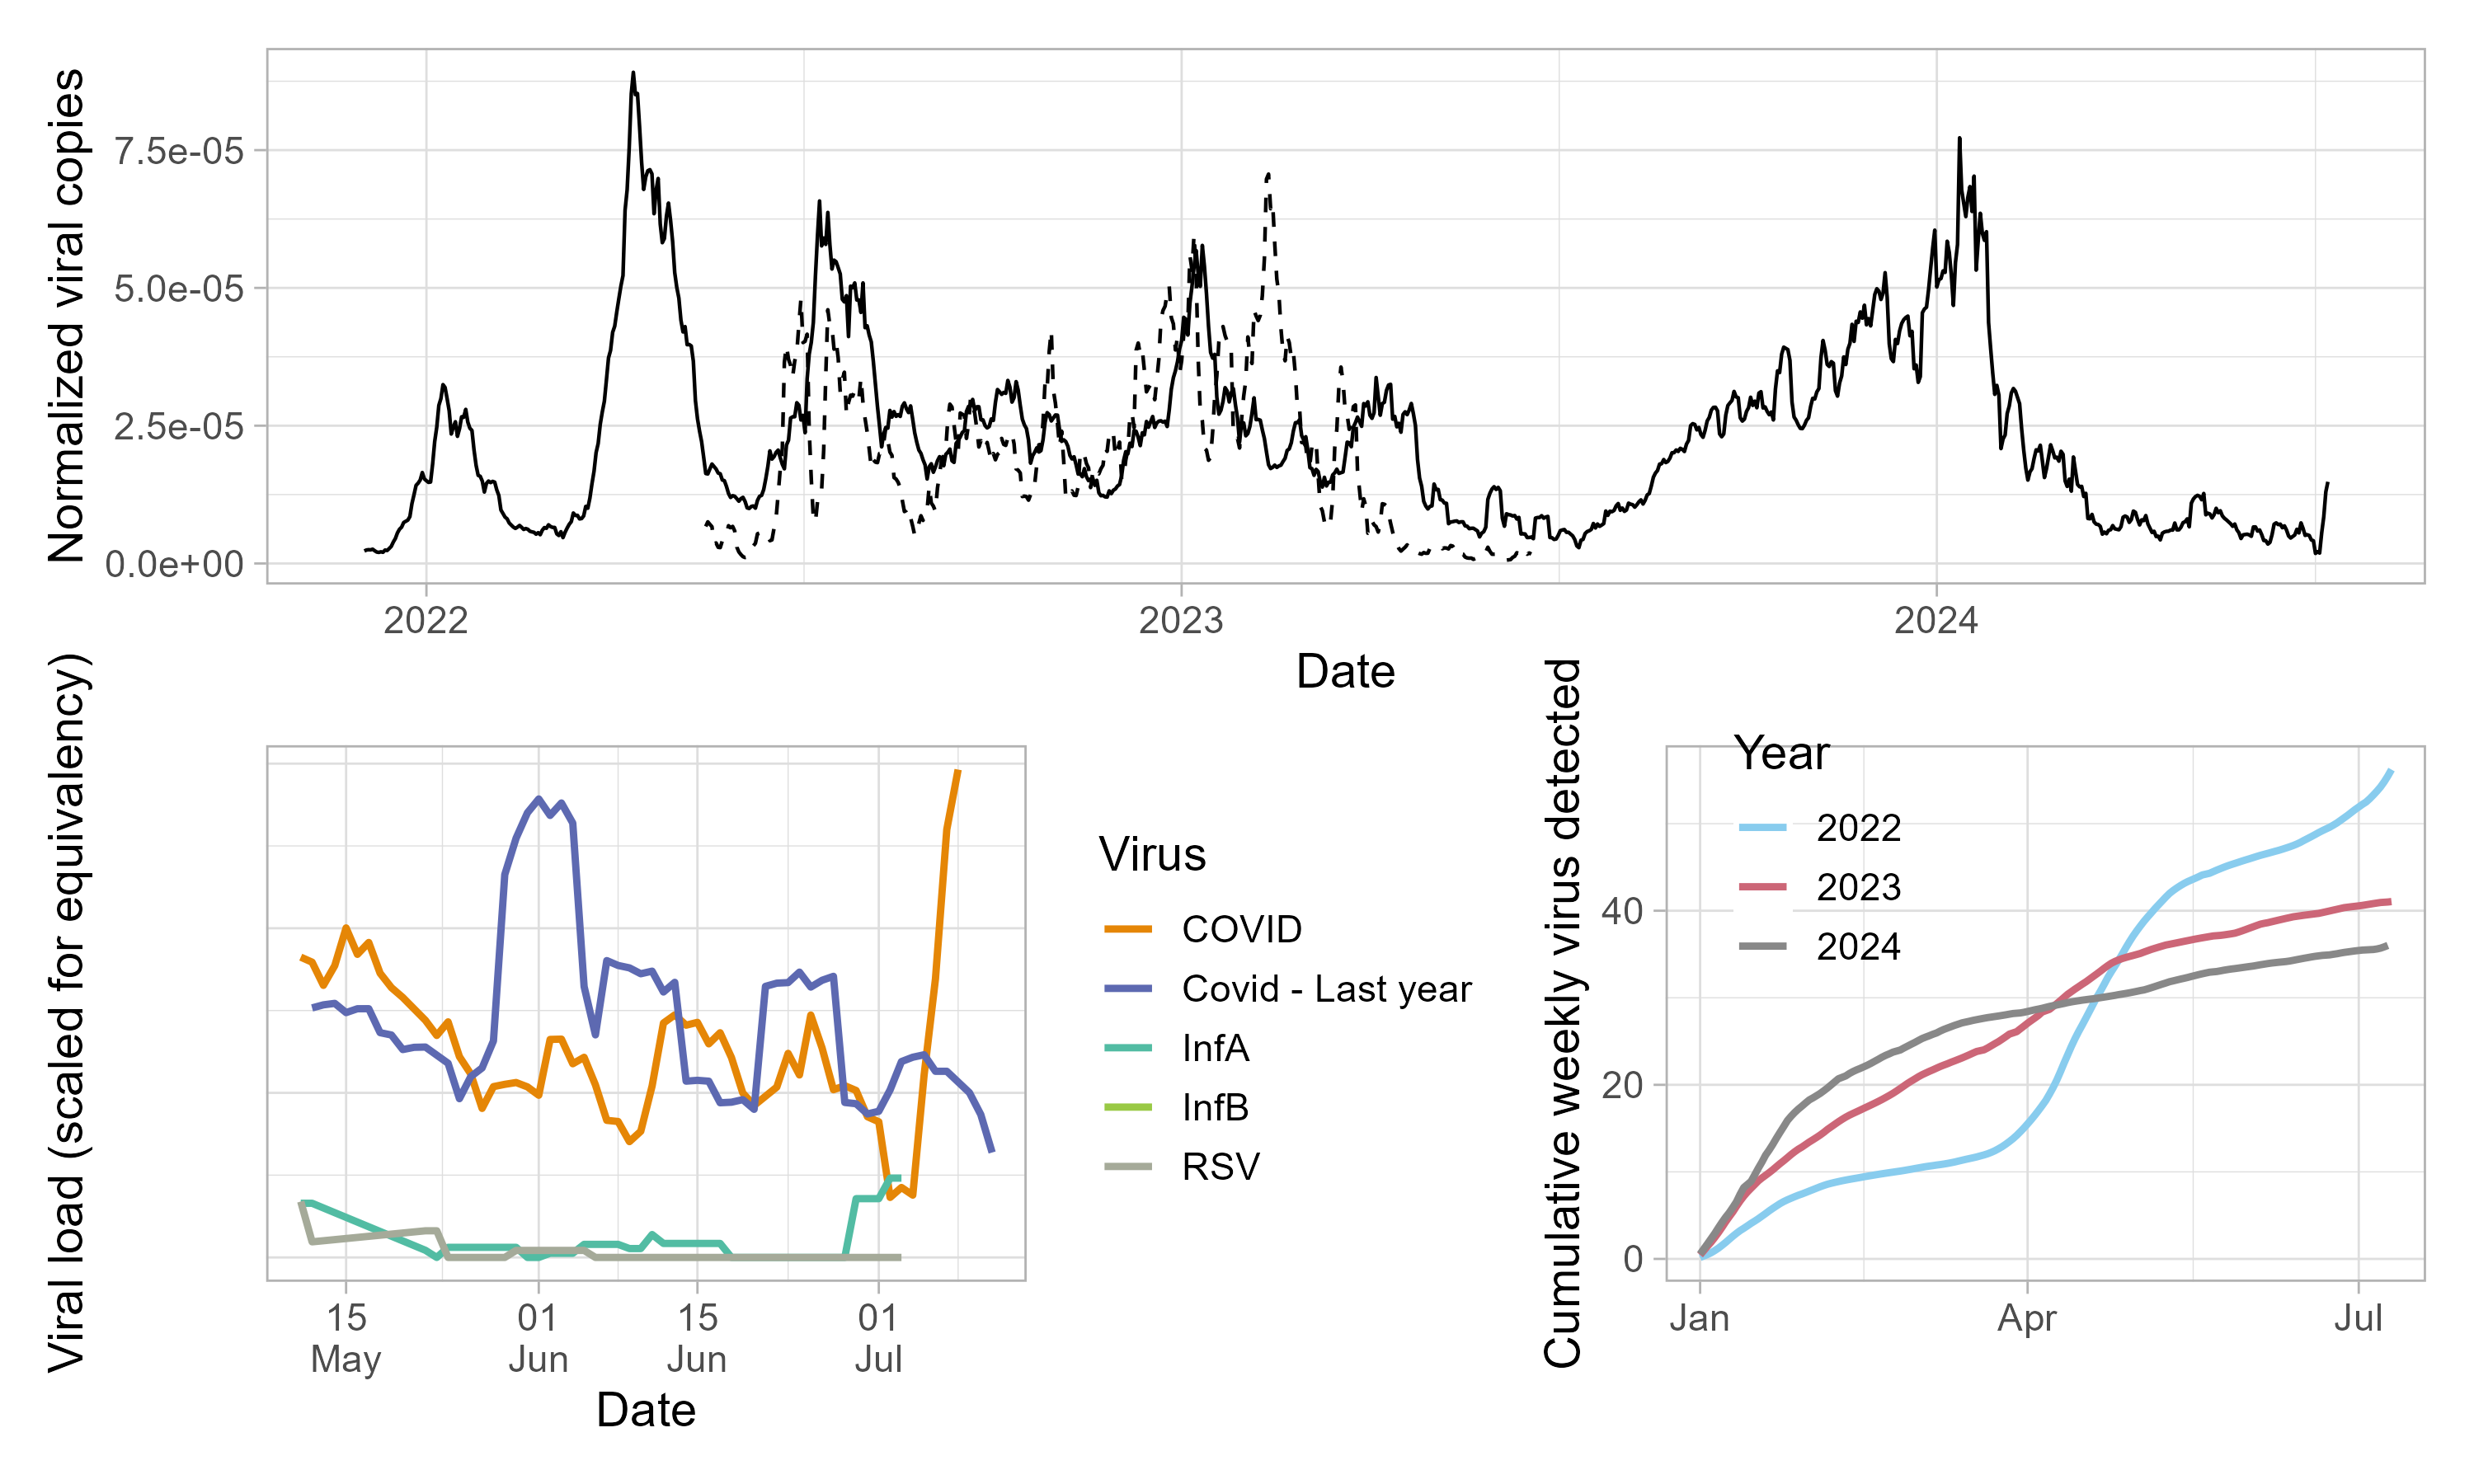 Normalized viral copies
7.5e-05
5.0e-05
2.5e-05
0.0e+00
2022
2023
2024
Date
Viral load (scaled for equivalency)
15
May
01
Jun
15
Jun
01
Jul
Date
Virus
COVID
Covid - Last year
InfA
InfB
RSV
Cumulative weekly virus detected
40
20
0
Year
2022
2023
2024
Jan
Apr
Jul